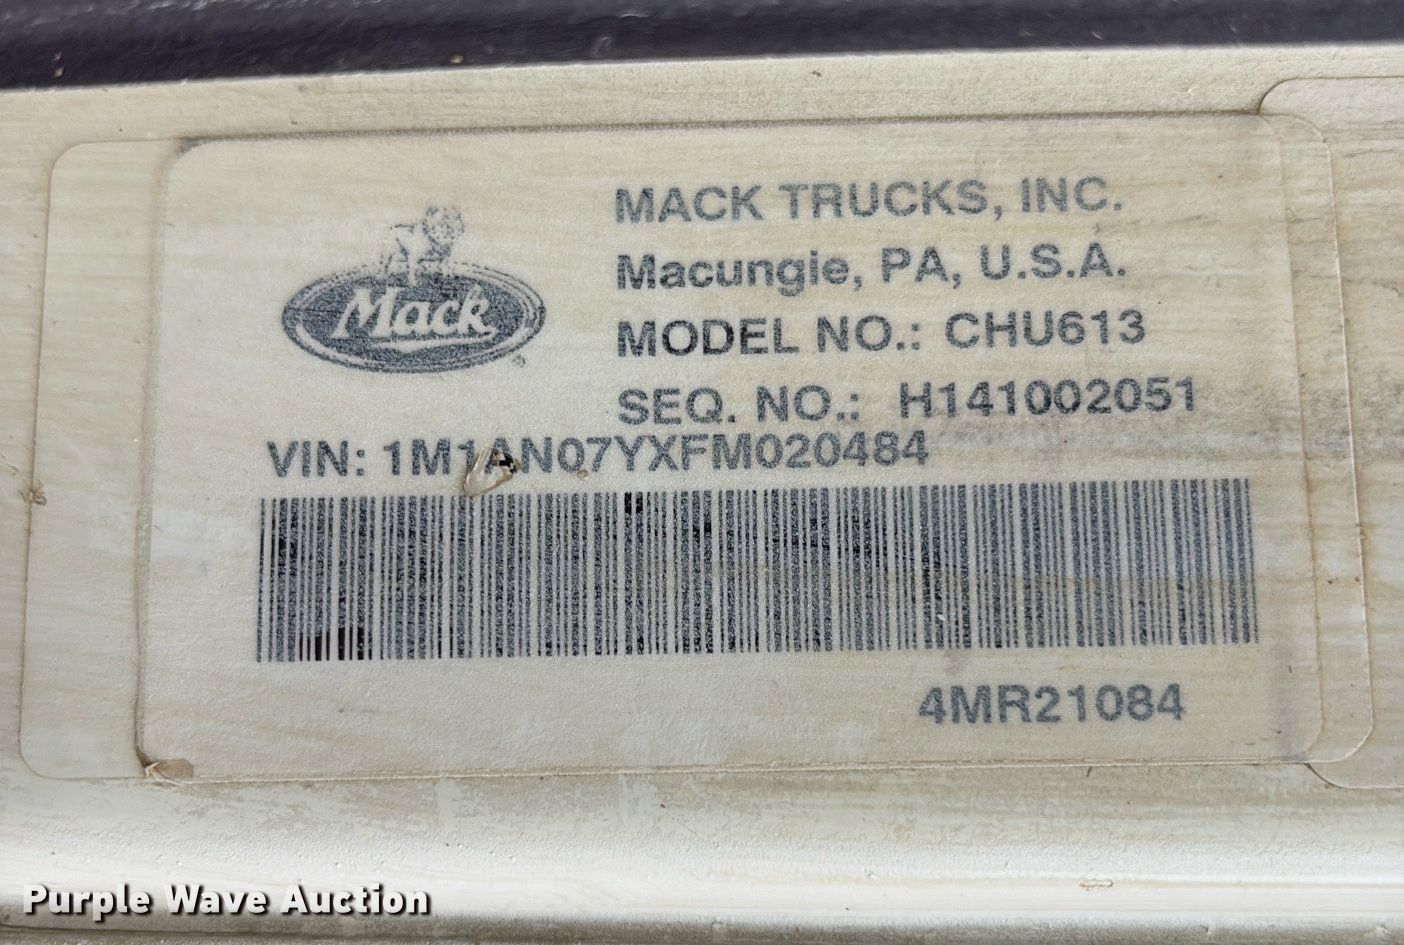 MACK TRUCKS, INC.
Macungie, PA, U.S.A.
Mack
®
MODEL NO.: CHU613
SEQ. NO.: H141002051
VIN: 1M1AN07YXFM020484
4MR21084
Purple Wave Auction